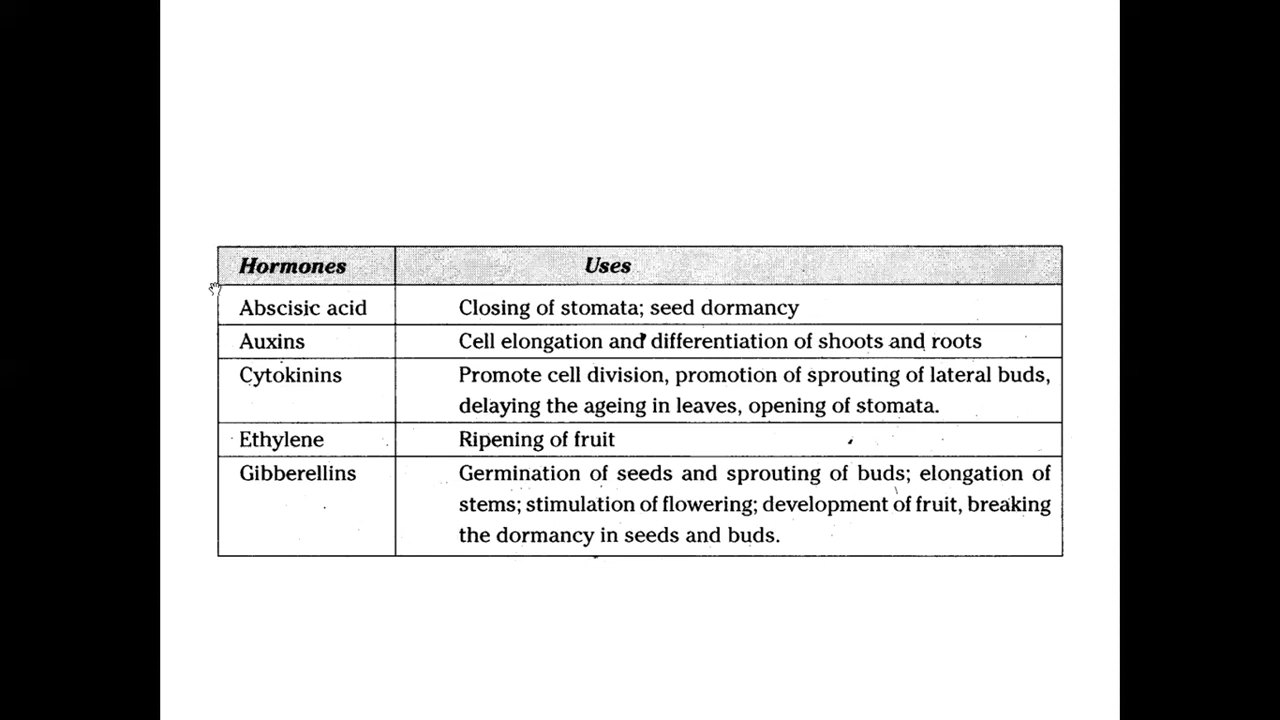 Hormones Uses
Abscisic acid Closing of stomata; seed dormancy
Auxins Cell elongation and differentiation of shoots and roots
Cytokinins Promote cell division, promotion of sprouting of lateral buds,
delaying the ageing in leaves, opening of stomata.
Ethylene Ripening of fruit
Gibberellins Germination of seeds and sprouting of buds; elongation of
stems; stimulation of flowering; development of fruit, breaking
the dormancy in seeds and buds.